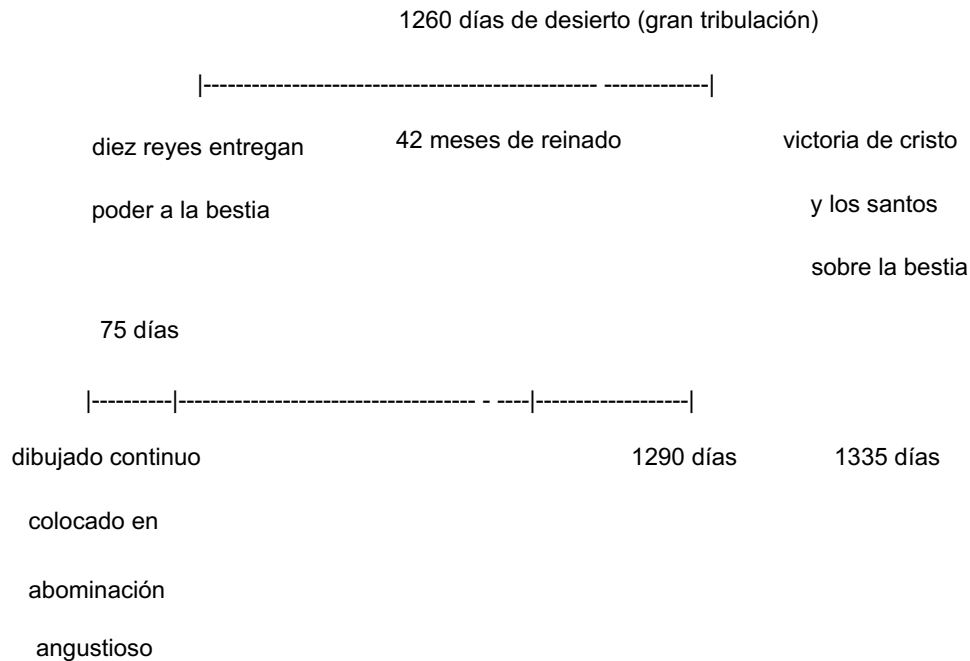 1260 días de desierto (gran tribulación)
|------------------------------------------------ -------------|
diez reyes entregan 42 meses de reinado victoria de cristo
poder a la bestia y los santos
sobre la bestia
75 días
|----------|------------------------------------ - ----|-------------------|
dibujado continuo 1290 días 1335 días
colocado en
abominación
angustioso